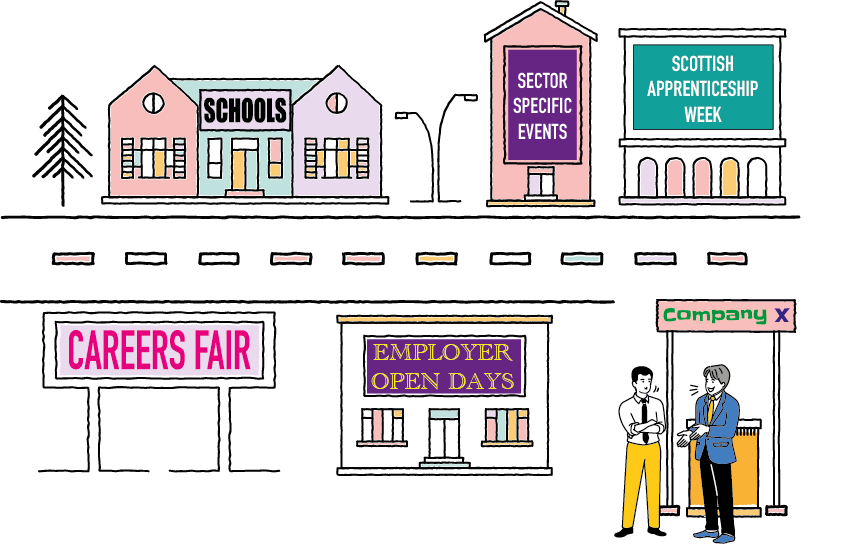 SCHOOLS
SECTOR
SPECIFIC
EVENTS
SCOTTISH
APPRENTICESHIP
WEEK
CAREERS FAIR
EMPLOYER
OPEN DAYS
Company X